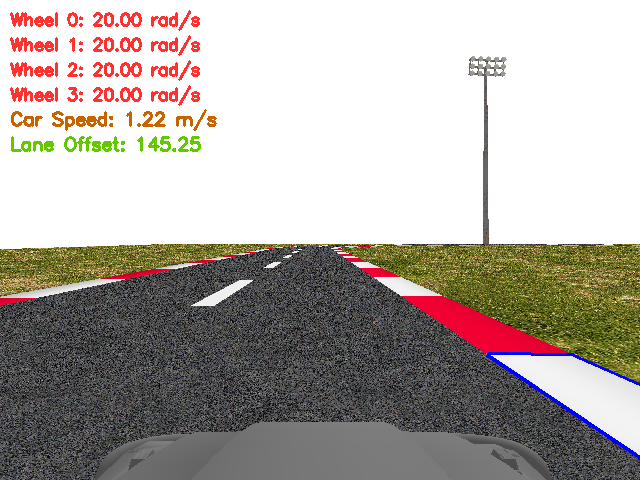 Wheel 0: 20.00 rad/s
Wheel 1: 20.00 rad/s
Wheel 2: 20.00 rad/s
Wheel 3: 20.00 rad/s
Car Speed: 1.22 m/s
Lane Offset: 145.25